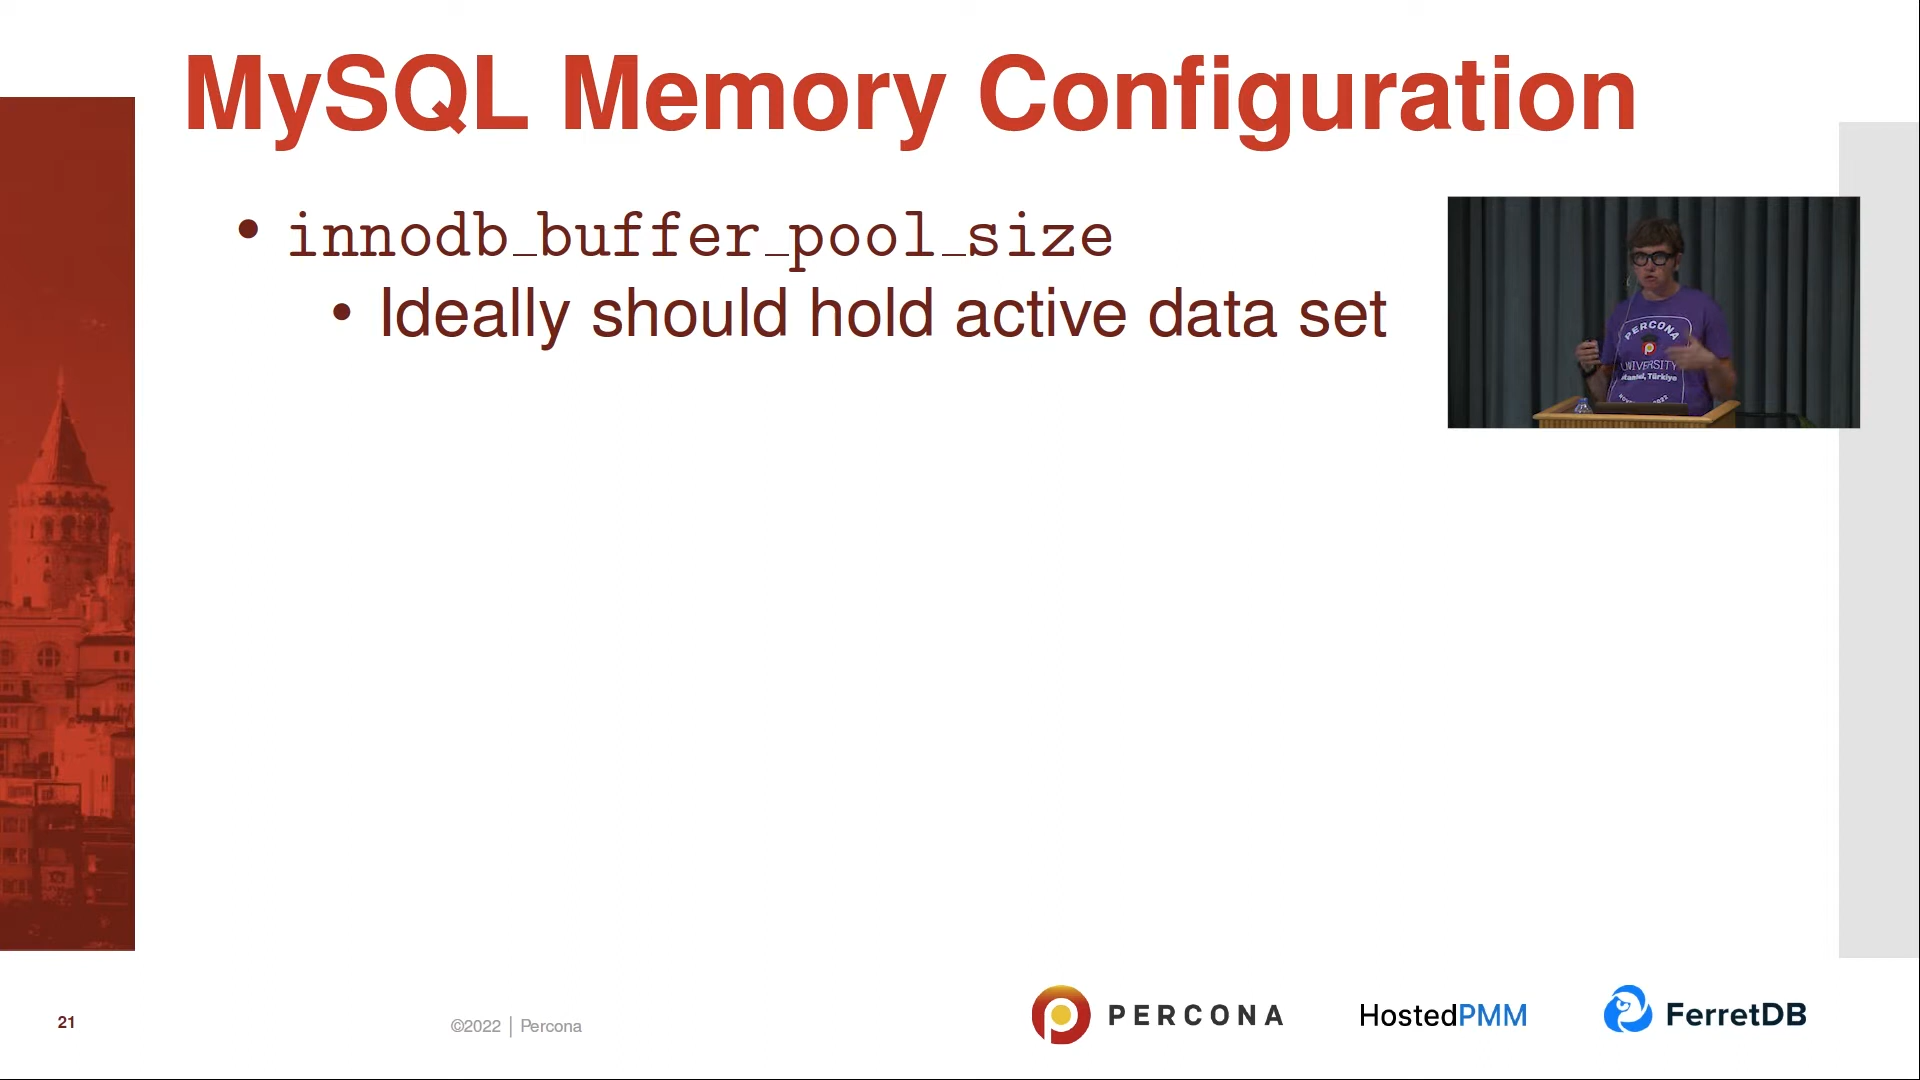 MySQL Memory Configuration
• innodb_buffer_pool_size
• Ideally should hold active data set
PERCONA
UNIVERSITY
21
©2022 | Percona
PERCONA
HostedPMM
FerretDB